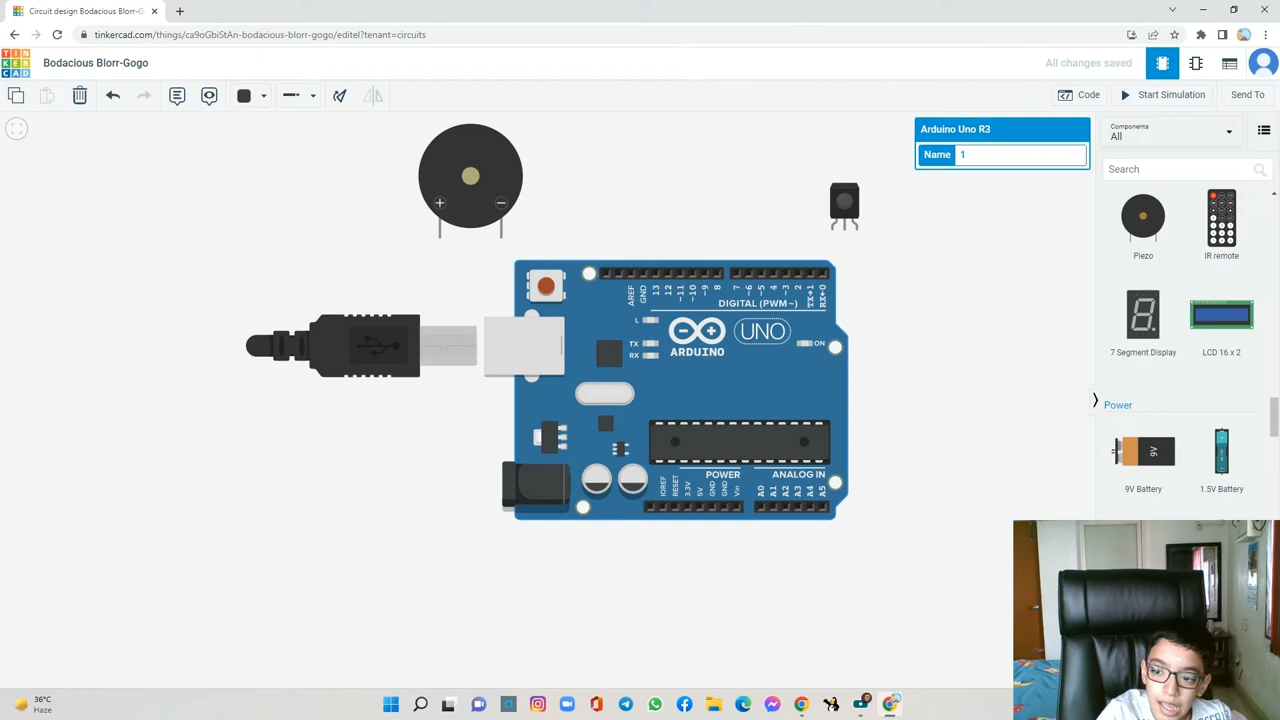 Circuit design Bodacious Blorr-G
tinkercad.com/things/ca9oGbiStAn-bodacious-blorr-gogo/editel?tenant=circuits
TIN
KER
CAD
Bodacious Blorr-Gogo
All changes saved
Code
Start Simulation
Send To
Arduino Uno R3
Name 1
Components
All
Search
Piezo
IR remote
7 Segment Display
LCD 16 x 2
Power
9V
9V Battery
1.5V Battery
AREF
GND
13
12
~11
~10
~9
8
7
~6
~5
4
~3
2
TX→1
RX←0
DIGITAL (PWM~)
L
TX
RX
ARDUINO
UNO
ON
POWER
ANALOG IN
IOREF
RESET
3.3V
5V
GND
GND
Vin
A0
A1
A2
A3
A4
A5
36°C
Haze